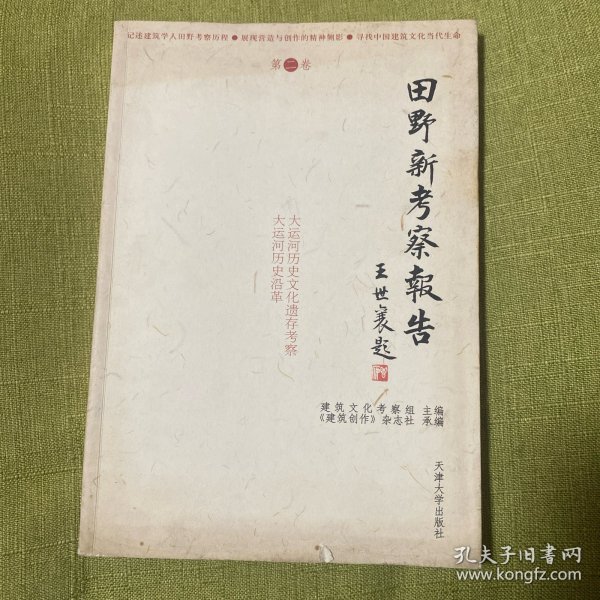 记述建筑学人田野考察历程●展现营造与创作的精神侧影●寻找中国建筑文化当代生命
第二卷
田野新考察報告
王世襄题
大运河历史文化遗存考察
大运河历史沿革
建筑文化考察组 主编
《建筑创作》杂志社 承编
天津大学出版社
孔夫子旧书网
www.kongfz.com